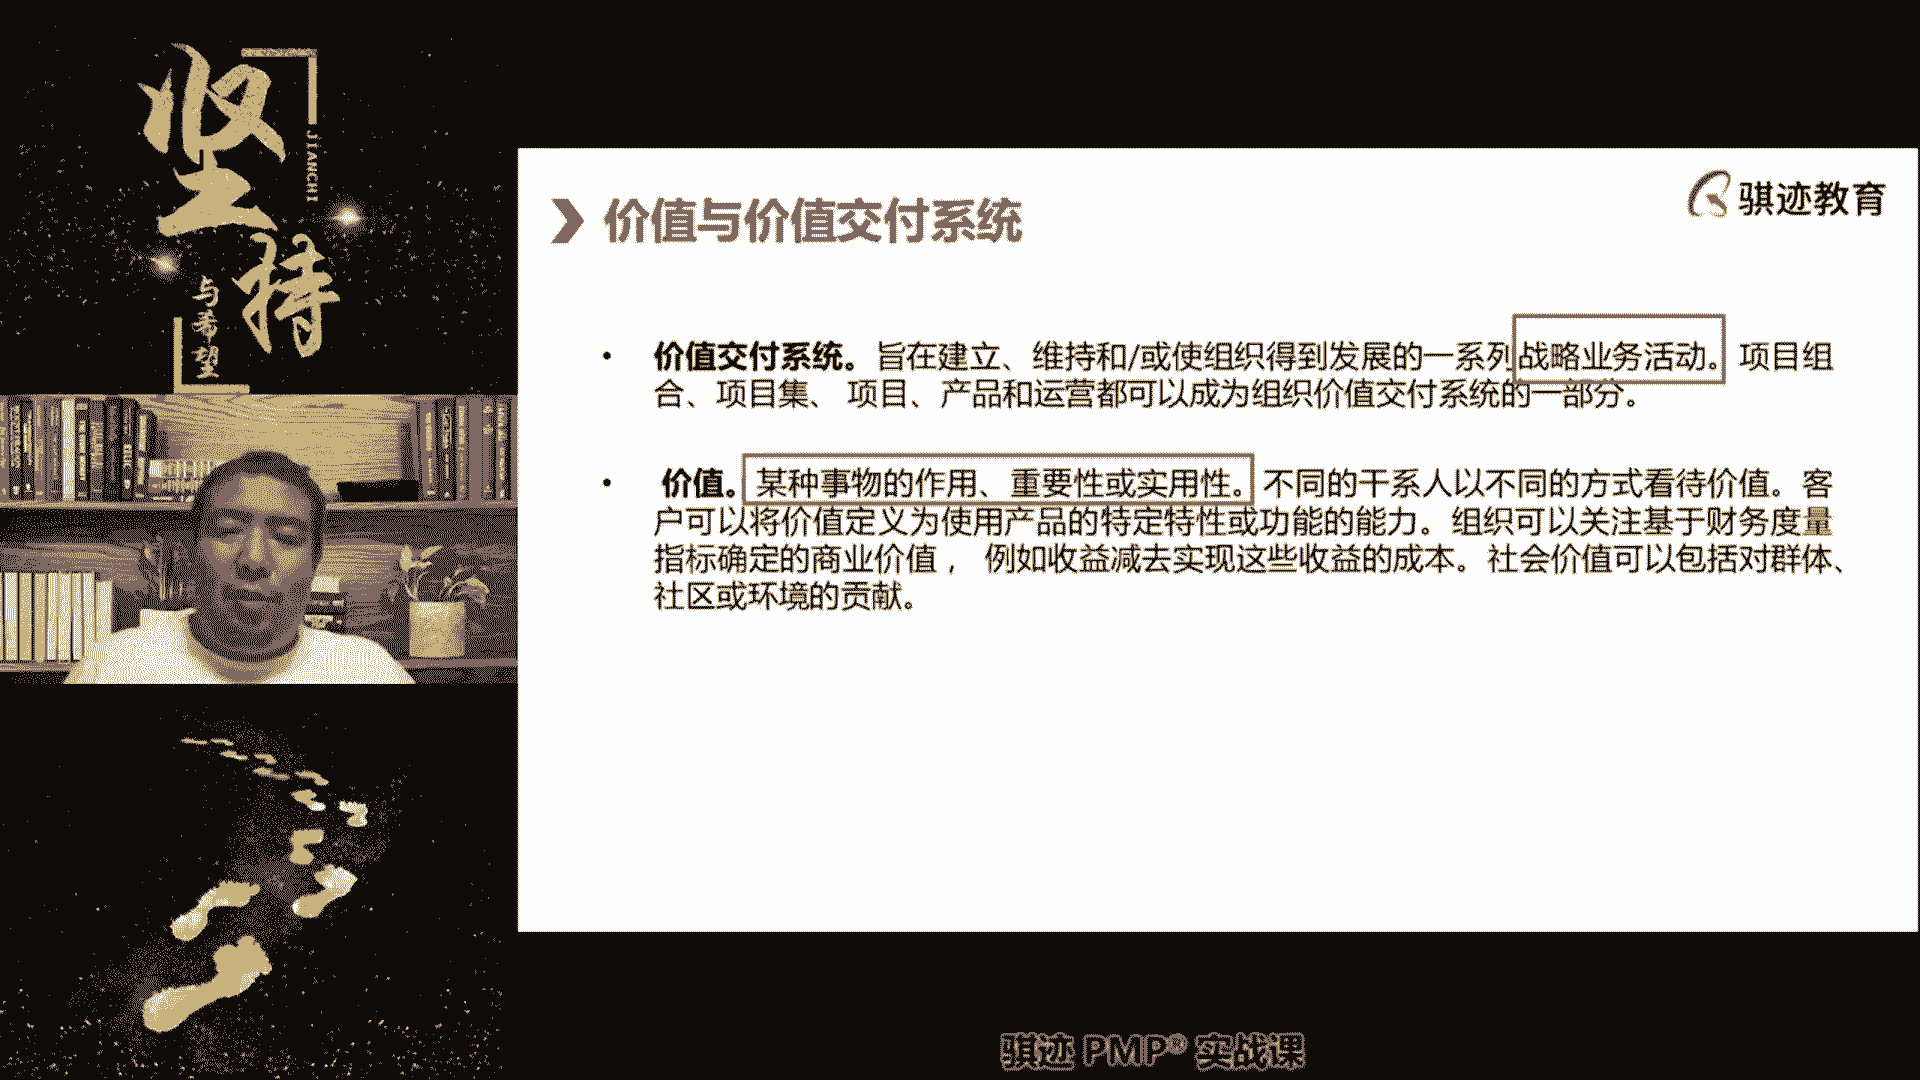 坚持
JIANCHI
与希望
骐迹教育
价值与价值交付系统
• 价值交付系统。旨在建立、维持和/或使组织得到发展的一系列战略业务活动。项目组
合、项目集、 项目、产品和运营都可以成为组织价值交付系统的一部分。
• 价值。某种事物的作用、重要性或实用性。不同的干系人以不同的方式看待价值。客
户可以将价值定义为使用产品的特定特性或功能的能力。组织可以关注基于财务度量
指标确定的商业价值， 例如收益减去实现这些收益的成本。社会价值可以包括对群体、
社区或环境的贡献。
骐迹 PMP® 实战课